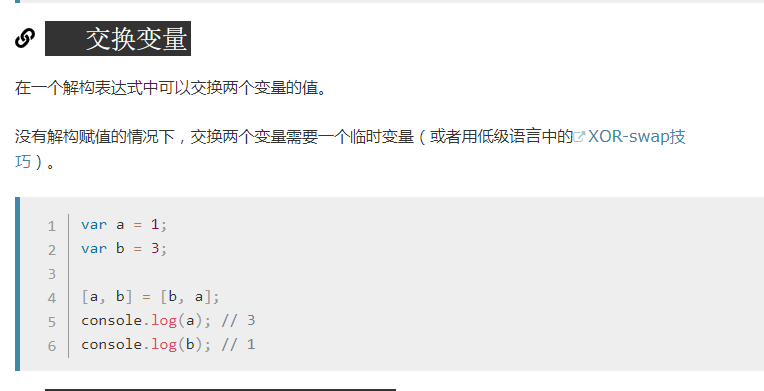 交换变量
在一个解构表达式中可以交换两个变量的值。
没有解构赋值的情况下，交换两个变量需要一个临时变量（或者用低级语言中的XOR-swap技
巧）。
1 var a = 1;
2 var b = 3;
3
4 [a, b] = [b, a];
5 console.log(a); // 3
6 console.log(b); // 1